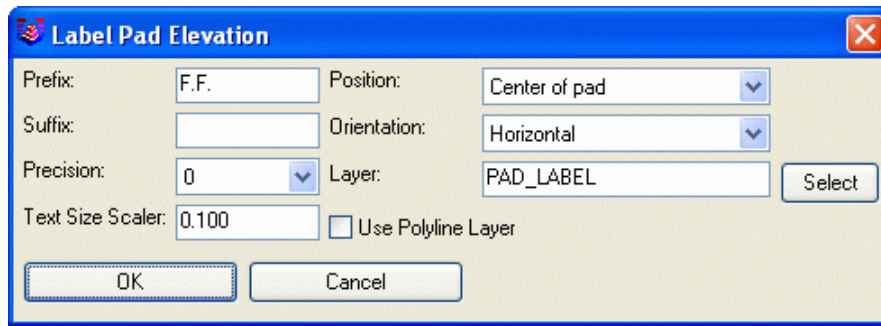 Label Pad Elevation
Prefix: F.F. Position: Center of pad
Suffix: Orientation: Horizontal
Precision: 0 Layer: PAD_LABEL Select
Text Size Scaler: 0.100 Use Polyline Layer
OK Cancel